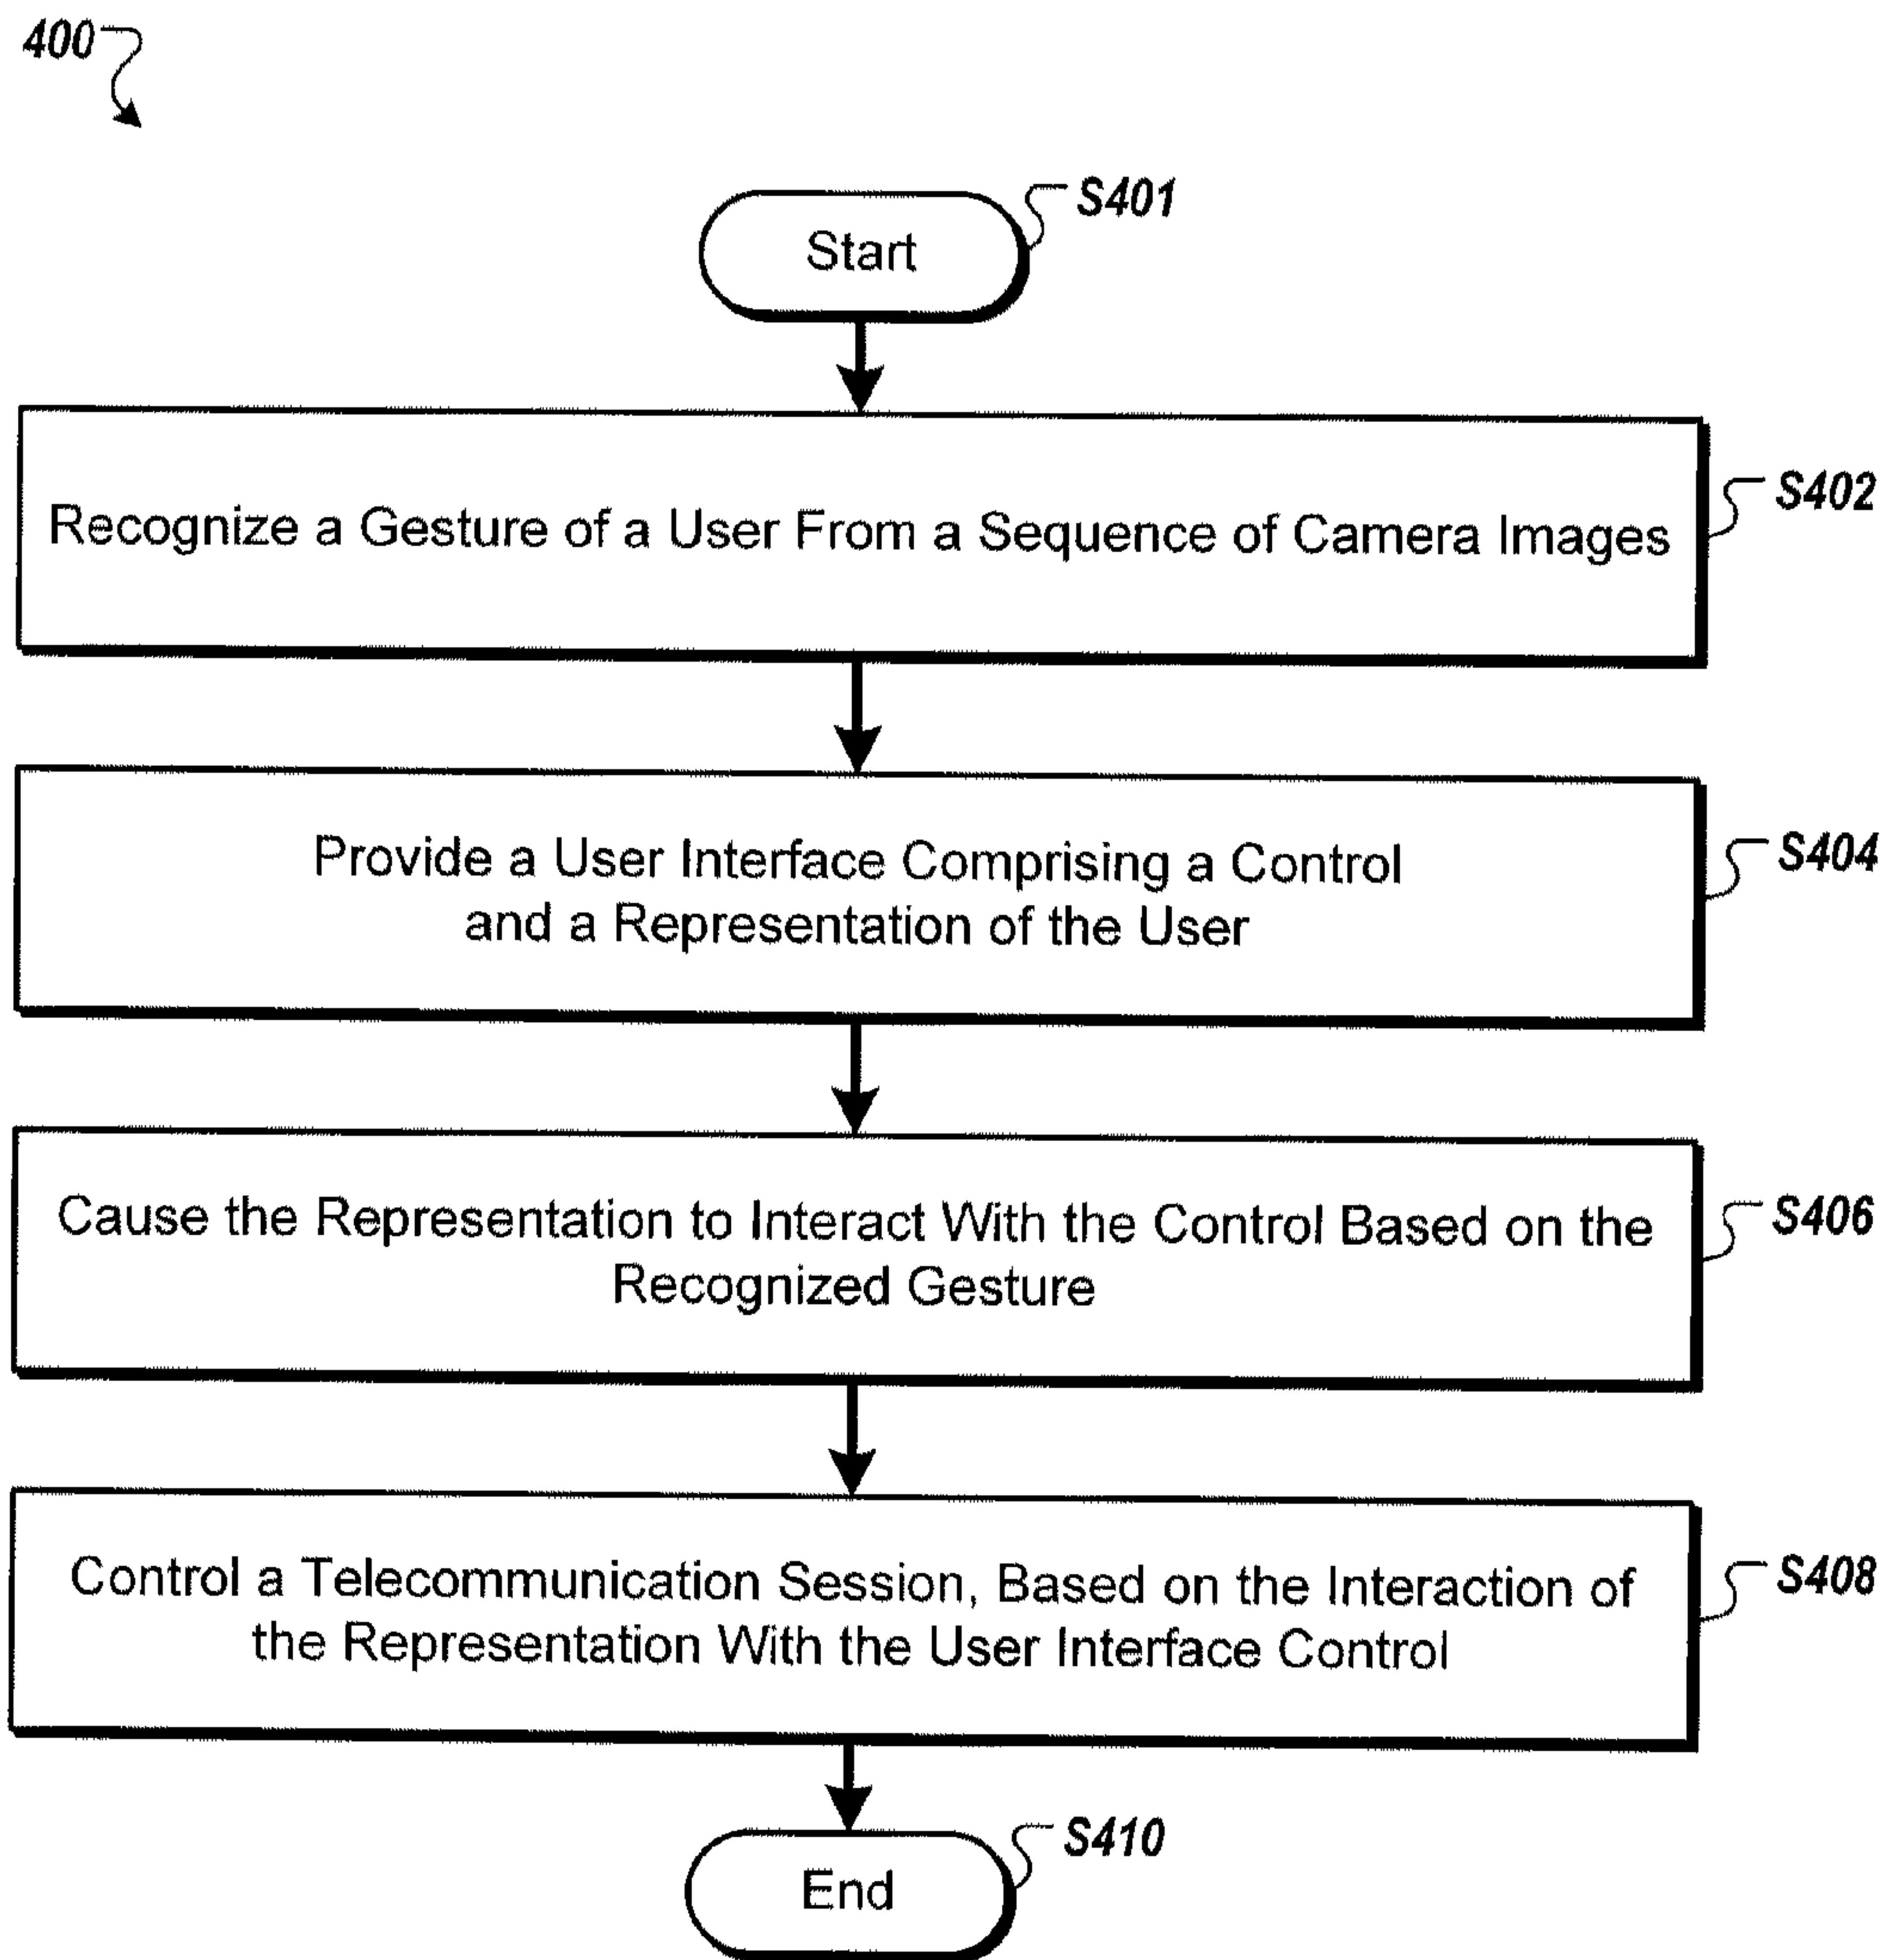 400
S401
Start
S402
Recognize a Gesture of a User From a Sequence of Camera Images
S404
Provide a User Interface Comprising a Control
and a Representation of the User
S406
Cause the Representation to Interact With the Control Based on the
Recognized Gesture
S408
Control a Telecommunication Session, Based on the Interaction of
the Representation With the User Interface Control
S410
End